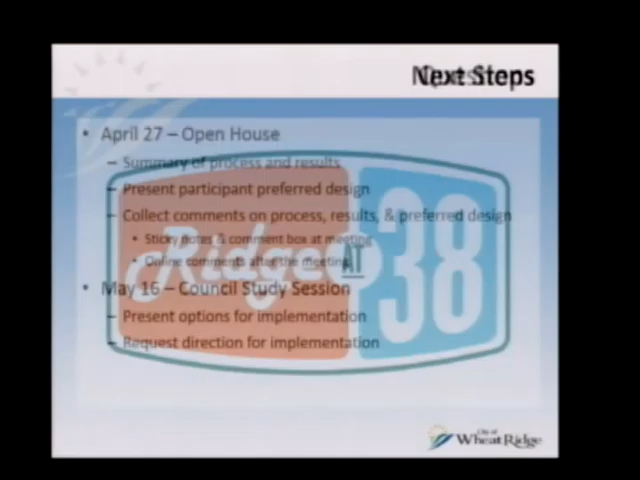 Next Steps
• April 27 – Open House
– Summary of process and results
– Present participant preferred design
– Collect comments on process, results, & preferred design
• Sticky notes & comment box at meeting
• Online comments after the meeting
• May 16 – Council Study Session
– Present options for implementation
– Request direction for implementation
Ridge AT 38
City of
Wheat Ridge